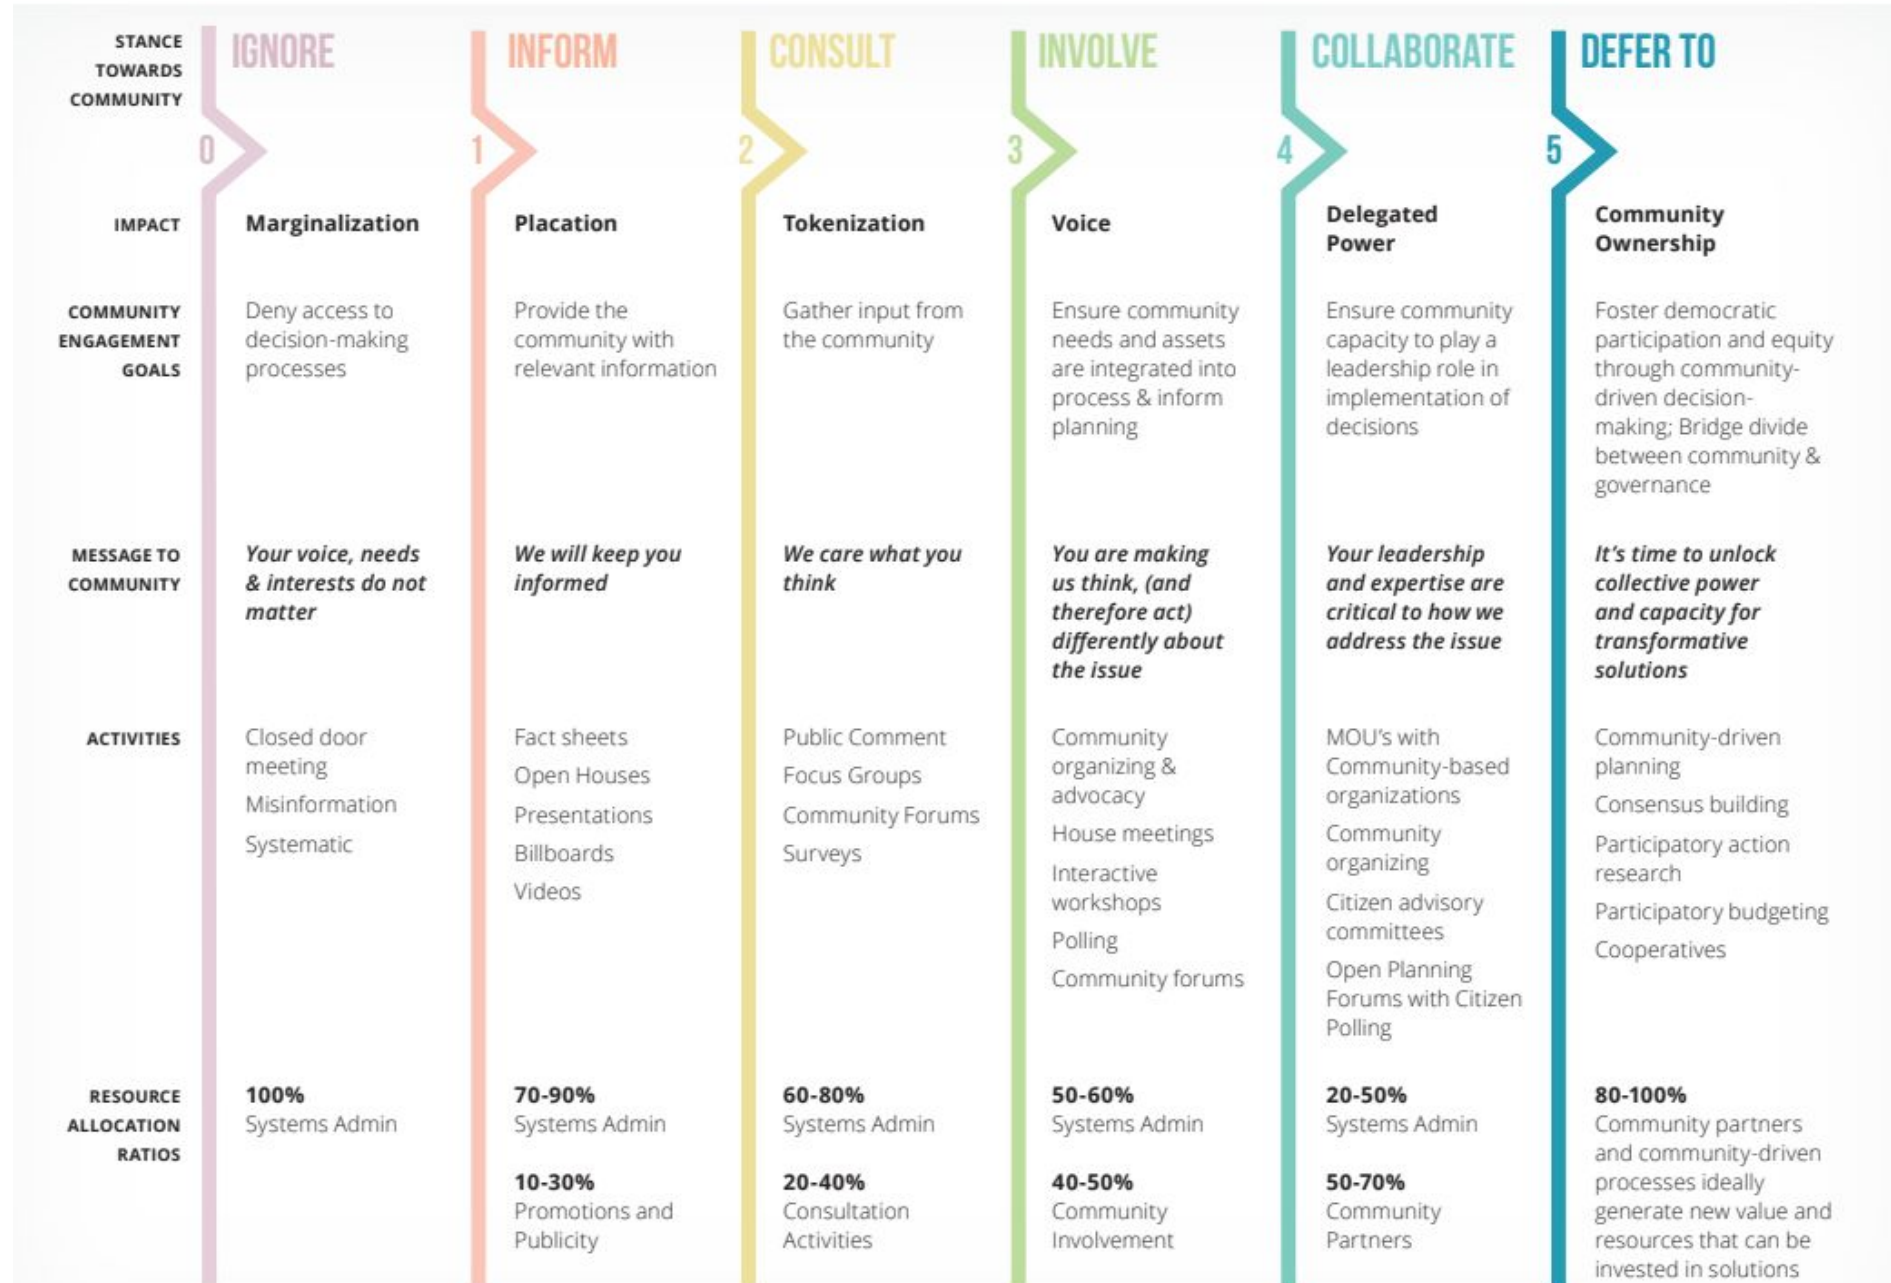 STANCE
TOWARDS
COMMUNITY
IGNORE
INFORM
CONSULT
INVOLVE
COLLABORATE
DEFER TO
0
1
2
3
4
5
IMPACT
Marginalization
Placation
Tokenization
Voice
Delegated
Power
Community
Ownership
COMMUNITY
ENGAGEMENT
GOALS
Deny access to
decision-making
processes
Provide the
community with
relevant information
Gather input from
the community
Ensure community
needs and assets
are integrated into
process & inform
planning
Ensure community
capacity to play a
leadership role in
implementation of
decisions
Foster democratic
participation and equity
through community-
driven decision-
making; Bridge divide
between community &
governance
MESSAGE TO
COMMUNITY
Your voice, needs
& interests do not
matter
We will keep you
informed
We care what you
think
You are making
us think, (and
therefore act)
differently about
the issue
Your leadership
and expertise are
critical to how we
address the issue
It's time to unlock
collective power
and capacity for
transformative
solutions
ACTIVITIES
Closed door
meeting
Misinformation
Systematic
Fact sheets
Open Houses
Presentations
Billboards
Videos
Public Comment
Focus Groups
Community Forums
Surveys
Community
organizing &
advocacy
House meetings
Interactive
workshops
Polling
Community forums
MOU's with
Community-based
organizations
Community
organizing
Citizen advisory
committees
Open Planning
Forums with Citizen
Polling
Community-driven
planning
Consensus building
Participatory action
research
Participatory budgeting
Cooperatives
RESOURCE
ALLOCATION
RATIOS
100%
Systems Admin
70-90%
Systems Admin
10-30%
Promotions and
Publicity
60-80%
Systems Admin
20-40%
Consultation
Activities
50-60%
Systems Admin
40-50%
Community
Involvement
20-50%
Systems Admin
50-70%
Community
Partners
80-100%
Community partners
and community-driven
processes ideally
generate new value and
resources that can be
invested in solutions